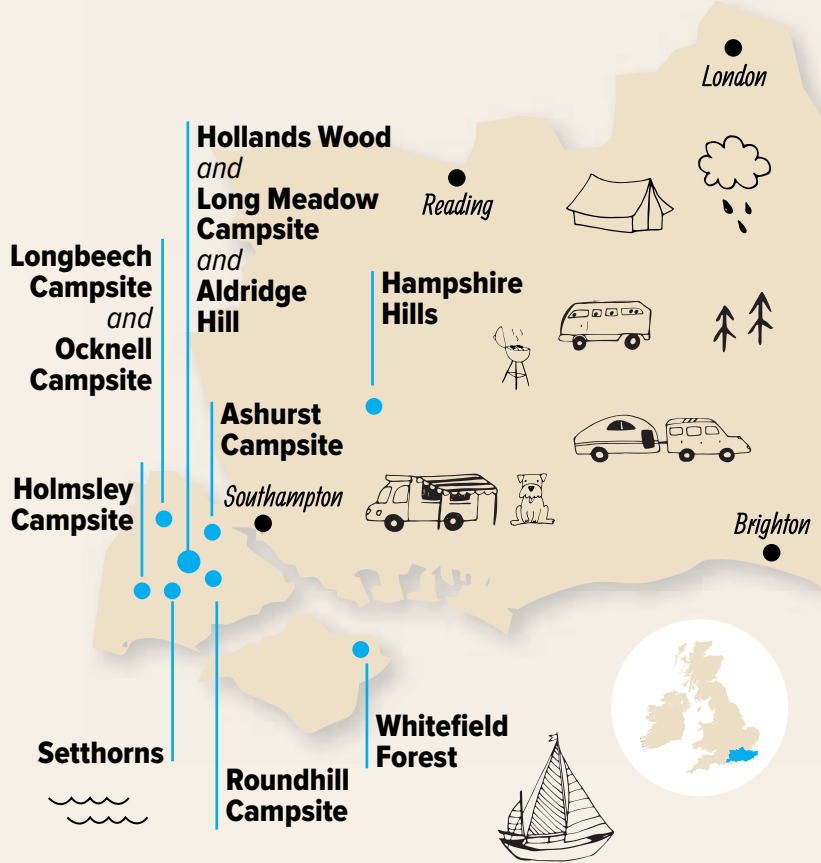 London
Hollands Wood
and
Long Meadow
Campsite
and
Aldridge
Hill
Reading
Longbeech
Campsite
and
Ocknell
Campsite
Hampshire
Hills
Ashurst
Campsite
Holmsley
Campsite
Southampton
Brighton
Setthorns
Roundhill
Campsite
Whitefield
Forest